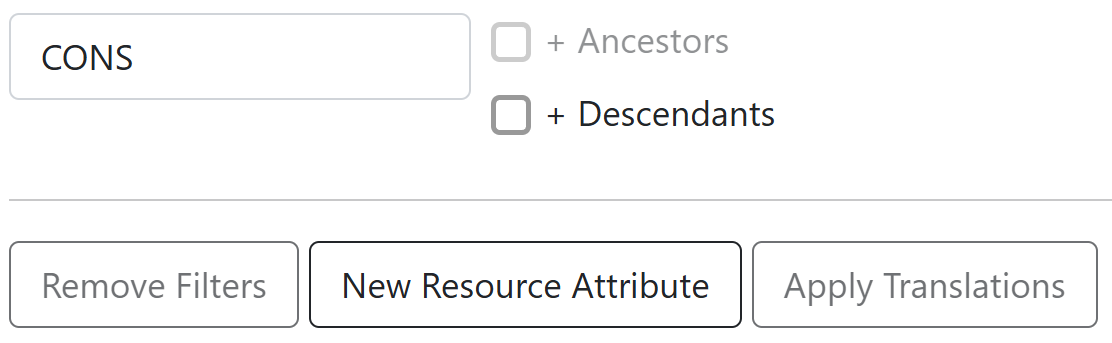 CONS
+ Ancestors
+ Descendants
Remove Filters
New Resource Attribute
Apply Translations